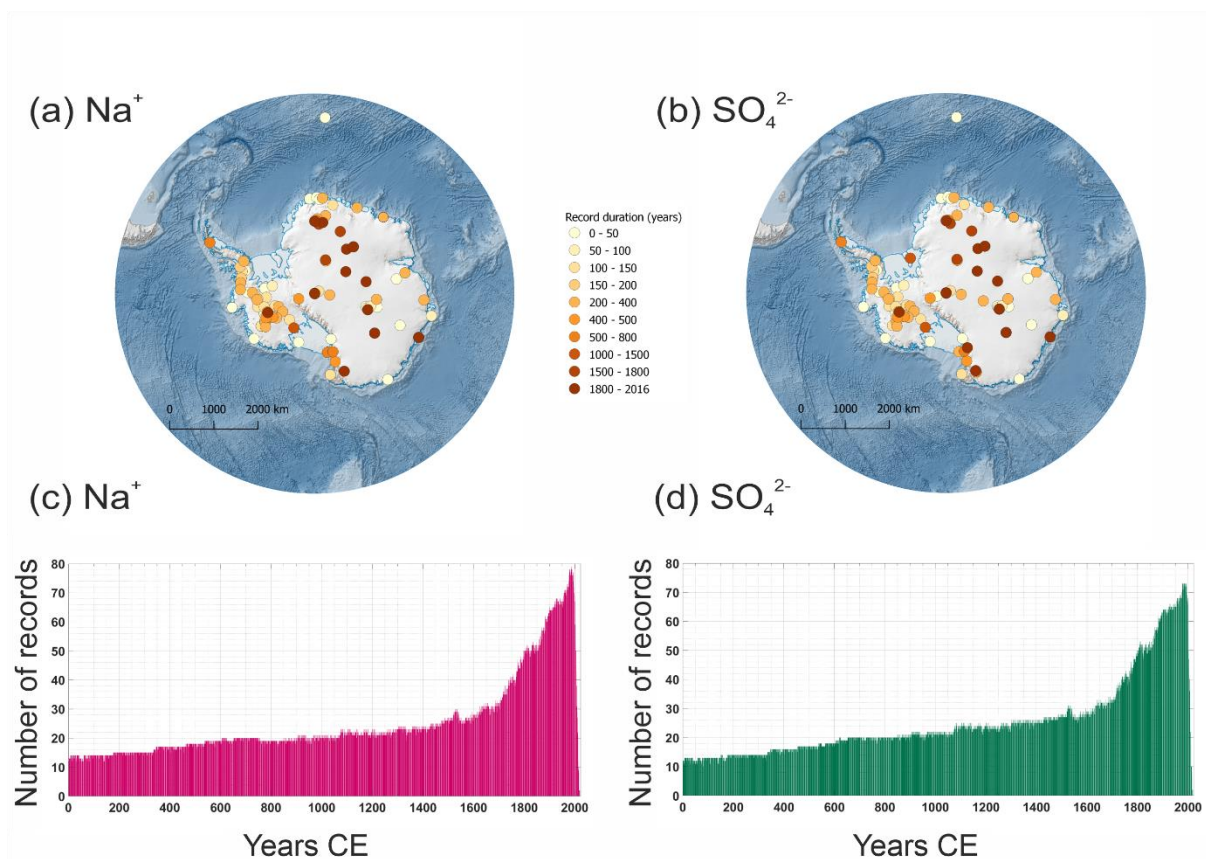 (a) Na+
(b) SO4 2-
Record duration (years)
0 - 50
50 - 100
100 - 150
150 - 200
200 - 400
400 - 500
500 - 800
1000 - 1500
1500 - 1800
1800 - 2016
0 1000 2000 km
0 1000 2000 km
(c) Na+
(d) SO4 2-
Number of records
80
70
60
50
40
30
20
10
0
0 200 400 600 800 1000 1200 1400 1600 1800 2000
Years CE
Number of records
80
70
60
50
40
30
20
10
0
0 200 400 600 800 1000 1200 1400 1600 1800 2000
Years CE